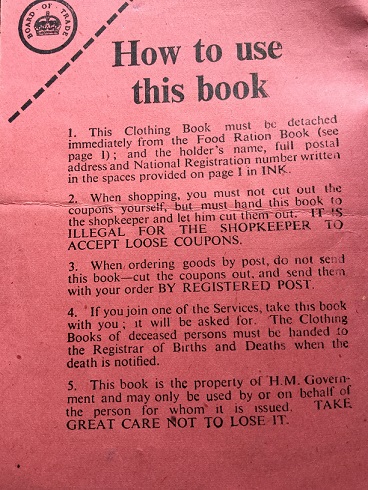 BOARD OF TRADE
How to use
this book
1. This Clothing Book must be detached
immediately from the Food Ration Book (see
page 1); and the holder's name, full postal
address and National Registration number written
in the spaces provided on page 1 in INK.
2. When shopping, you must not cut out the
coupons yourself, but must hand this book to
the shopkeeper and let him cut them out. IT IS
ILLEGAL FOR THE SHOPKEEPER TO
ACCEPT LOOSE COUPONS.
3. When ordering goods by post, do not send
this book—cut the coupons out, and send them
with your order BY REGISTERED POST.
4. If you join one of the Services, take this book
with you; it will be asked for. The Clothing
Books of deceased persons must be handed to
the Registrar of Births and Deaths when the
death is notified.
5. This book is the property of H.M. Govern-
ment and may only be used by or on behalf of
the person for whom it is issued. TAKE
GREAT CARE NOT TO LOSE IT.